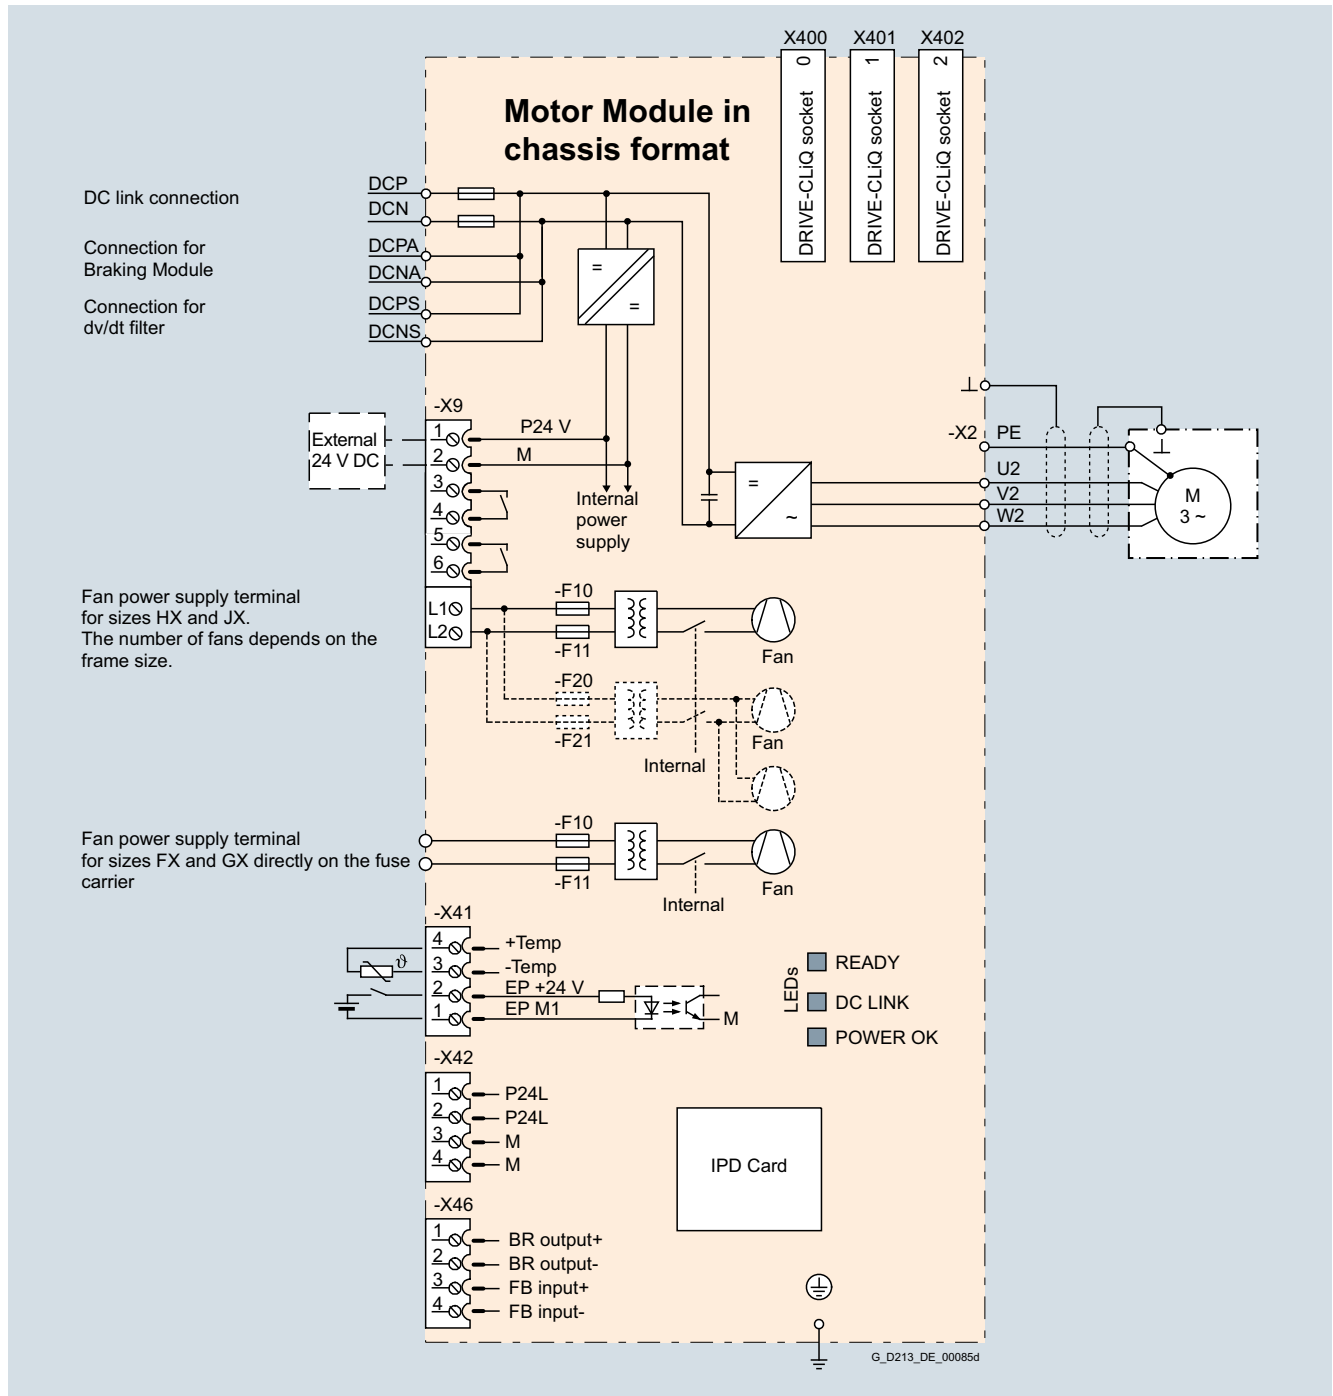 X400 X401 X402
0 1 2
DRIVE-CLiQ socket DRIVE-CLiQ socket DRIVE-CLiQ socket
Motor Module in
chassis format
DC link connection
DCP
DCN
Connection for
Braking Module
DCPA
DCNA
Connection for
dv/dt filter
DCPS
DCNS
=
=
-X9
External
24 V DC
1 P24 V
2 M
3
4
5
6
Internal
power
supply
=
~
⊥
-X2 PE
U2
V2
W2
⊥
M
3 ~
Fan power supply terminal
for sizes HX and JX.
The number of fans depends on the
frame size.
L1
L2
-F10
-F11
Fan
-F20
-F21
Fan
Internal
Fan power supply terminal
for sizes FX and GX directly on the fuse
carrier
-F10
-F11
Fan
Internal
-X41
ϑ
4 +Temp
3 -Temp
2 EP +24 V
1 EP M1
M
LEDs
READY
DC LINK
POWER OK
-X42
1 P24L
2 P24L
3 M
4 M
IPD Card
-X46
1 BR output+
2 BR output-
3 FB input+
4 FB input-
G_D213_DE_00085d